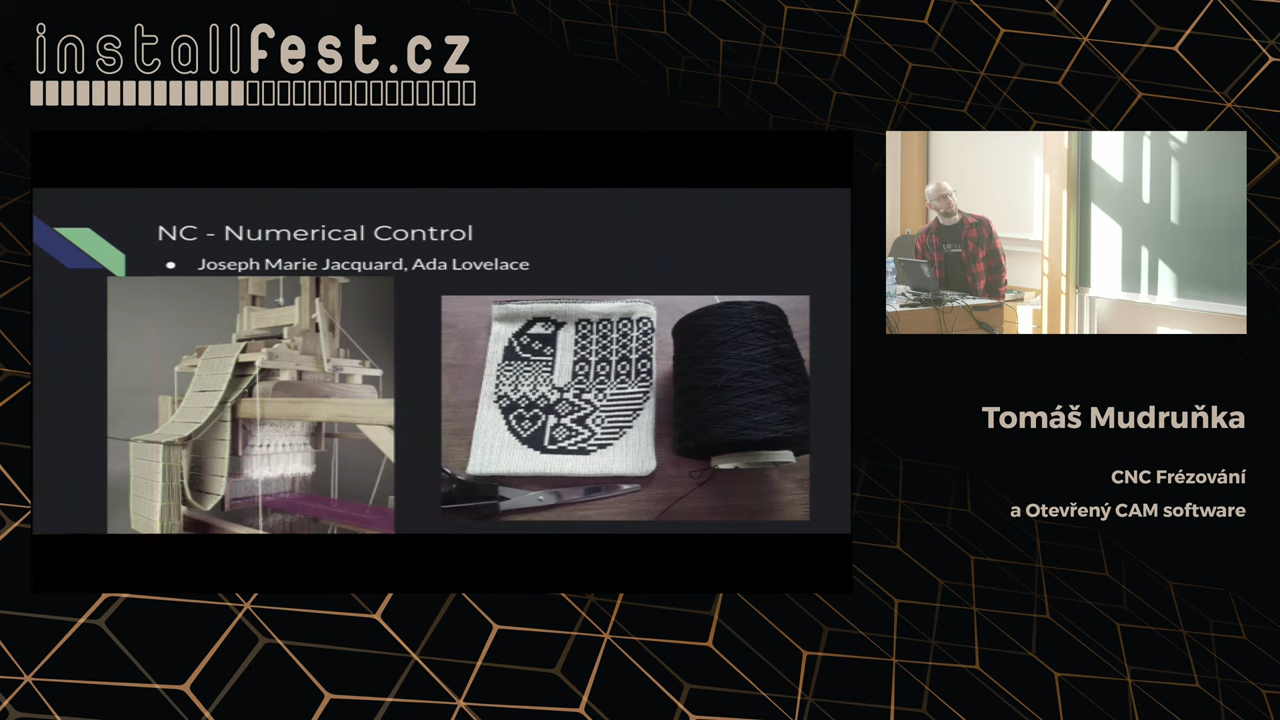 installfest.cz
NC - Numerical Control
Joseph Marie Jacquard, Ada Lovelace
Tomáš Mudruňka
CNC Frézování
a Otevřený CAM software